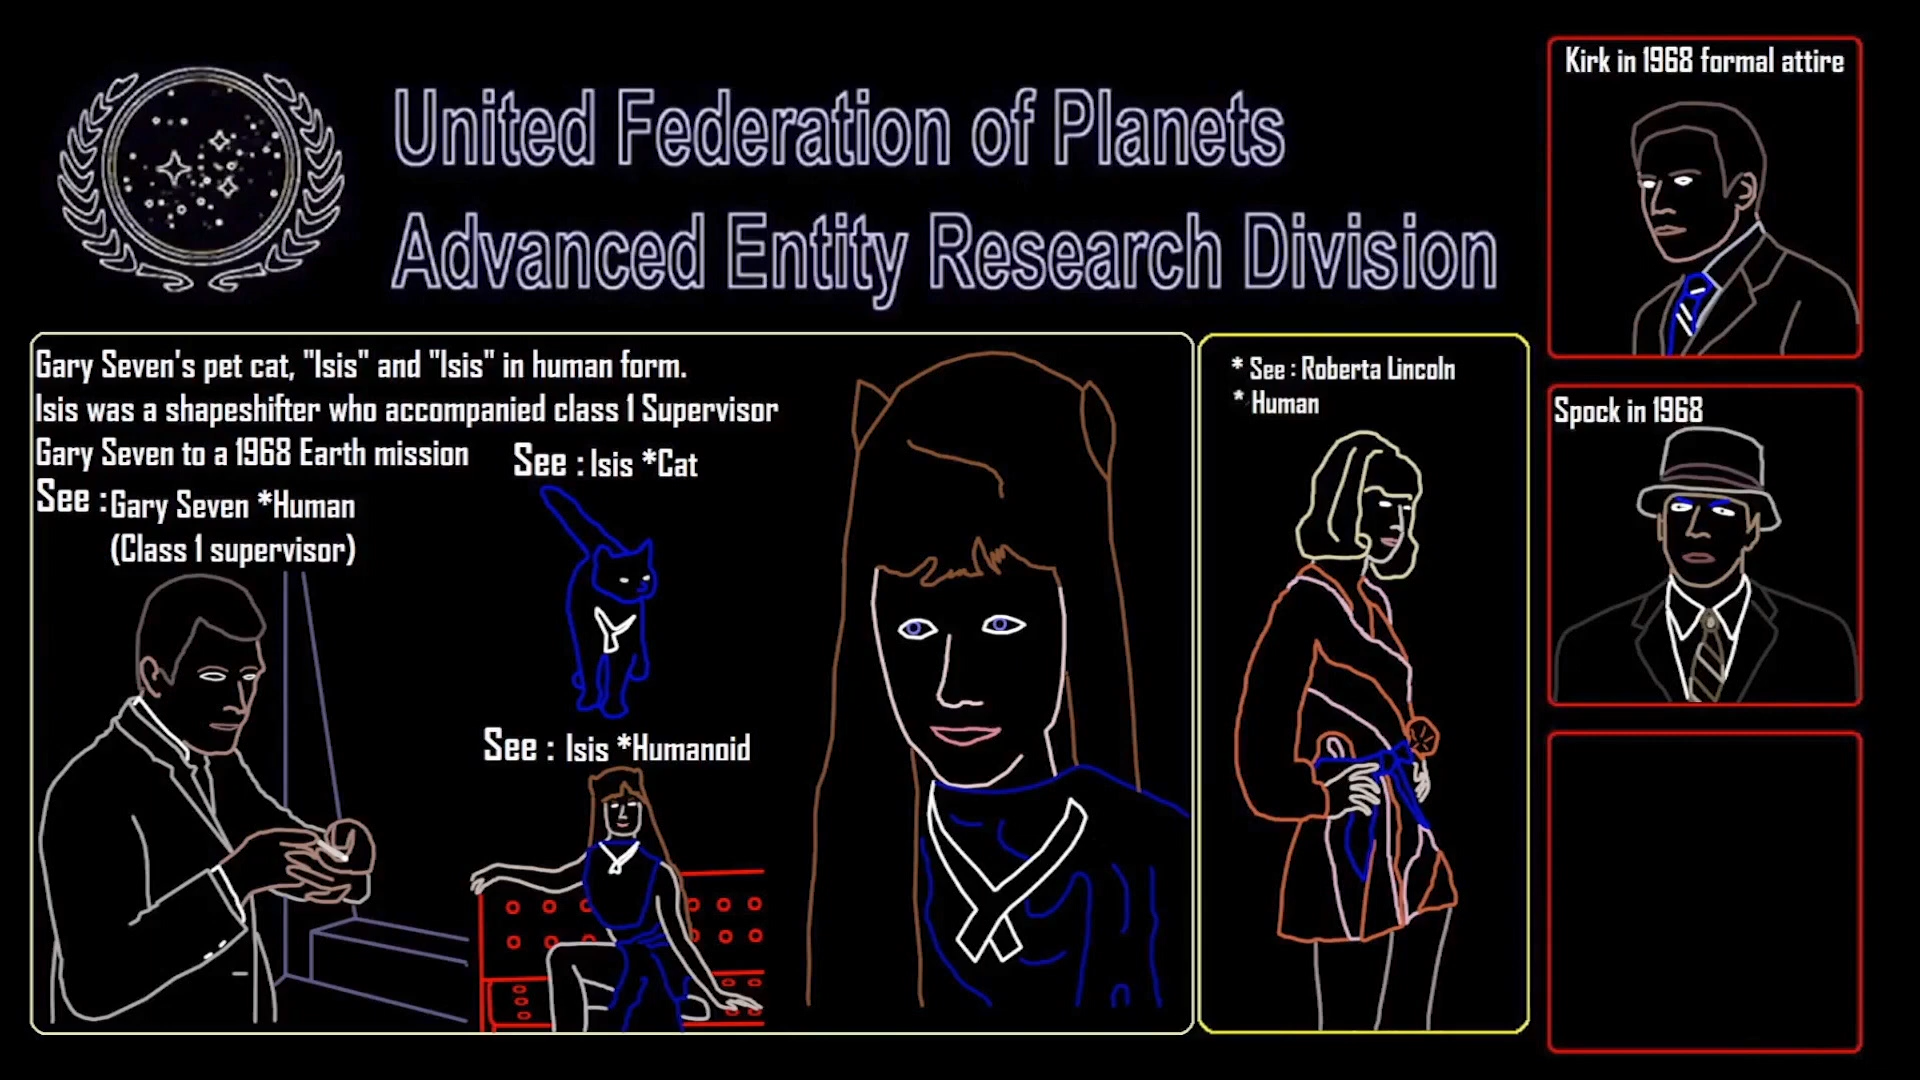 United Federation of Planets
Advanced Entity Research Division
Gary Seven's pet cat, "Isis" and "Isis" in human form.
Isis was a shapeshifter who accompanied class 1 Supervisor
Gary Seven to a 1968 Earth mission
See : Isis *Cat
See : Gary Seven *Human
(Class 1 supervisor)
See : Isis *Humanoid
* See : Roberta Lincoln
* Human
Kirk in 1968 formal attire
Spock in 1968